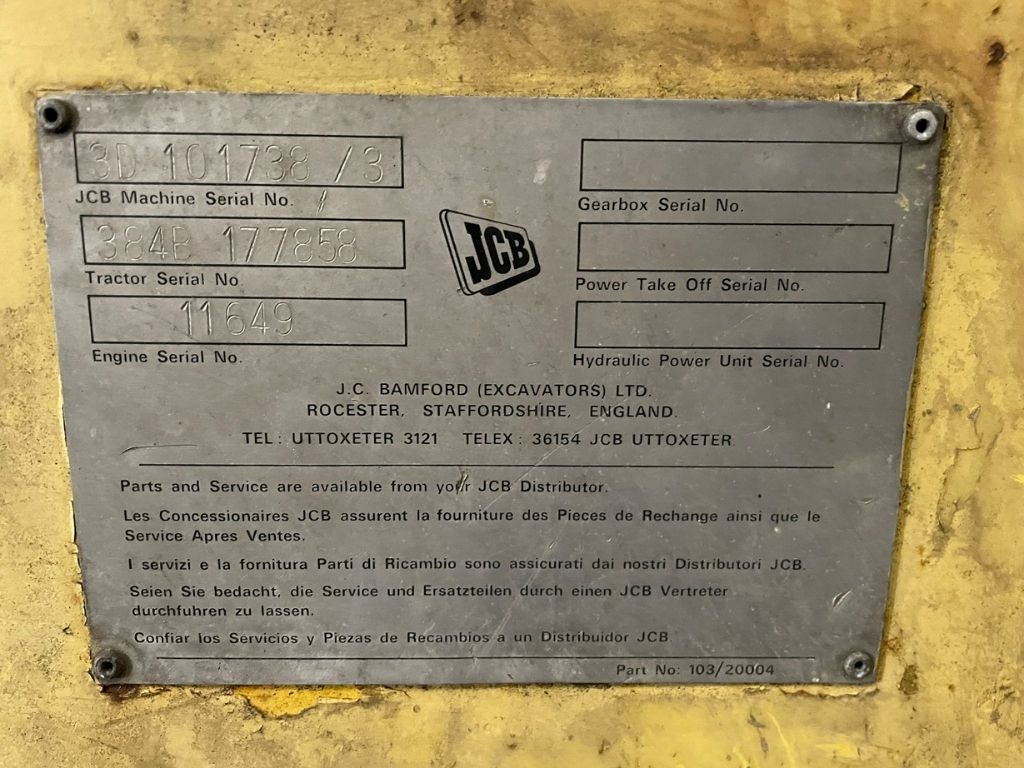 3D 101738 /3
JCB Machine Serial No.
384B 177858
Tractor Serial No.
11649
Engine Serial No.
JCB
Gearbox Serial No.
Power Take Off Serial No.
Hydraulic Power Unit Serial No.
J.C. BAMFORD (EXCAVATORS) LTD.
ROCESTER, STAFFORDSHIRE, ENGLAND.
TEL: UTTOXETER 3121 TELEX: 36154 JCB UTTOXETER
Parts and Service are available from your JCB Distributor.
Les Concessionaires JCB assurent la fourniture des Pieces de Rechange ainsi que le
Service Apres Ventes.
I servizi e la fornitura Parti di Ricambio sono assicurati dai nostri Distributori JCB.
Seien Sie bedacht, die Service und Ersatzteilen durch einen JCB Vertreter
durchfuhren zu lassen.
Confiar los Servicios y Piezas de Recambios a un Distribuidor JCB.
Part No: 103/20004